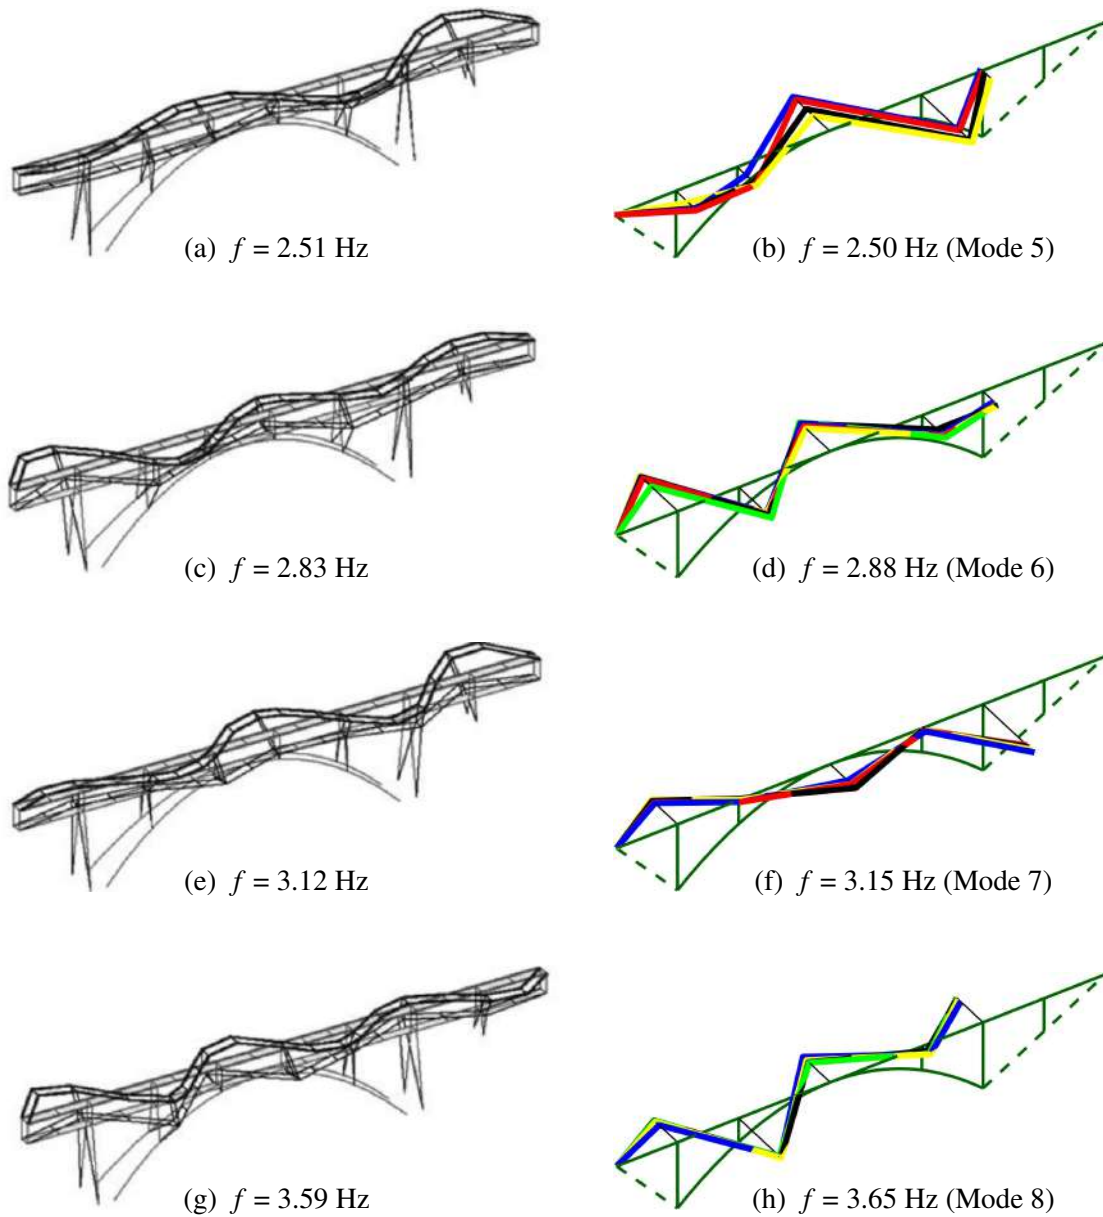 (a) f = 2.51 Hz
(b) f = 2.50 Hz (Mode 5)
(c) f = 2.83 Hz
(d) f = 2.88 Hz (Mode 6)
(e) f = 3.12 Hz
(f) f = 3.15 Hz (Mode 7)
(g) f = 3.59 Hz
(h) f = 3.65 Hz (Mode 8)